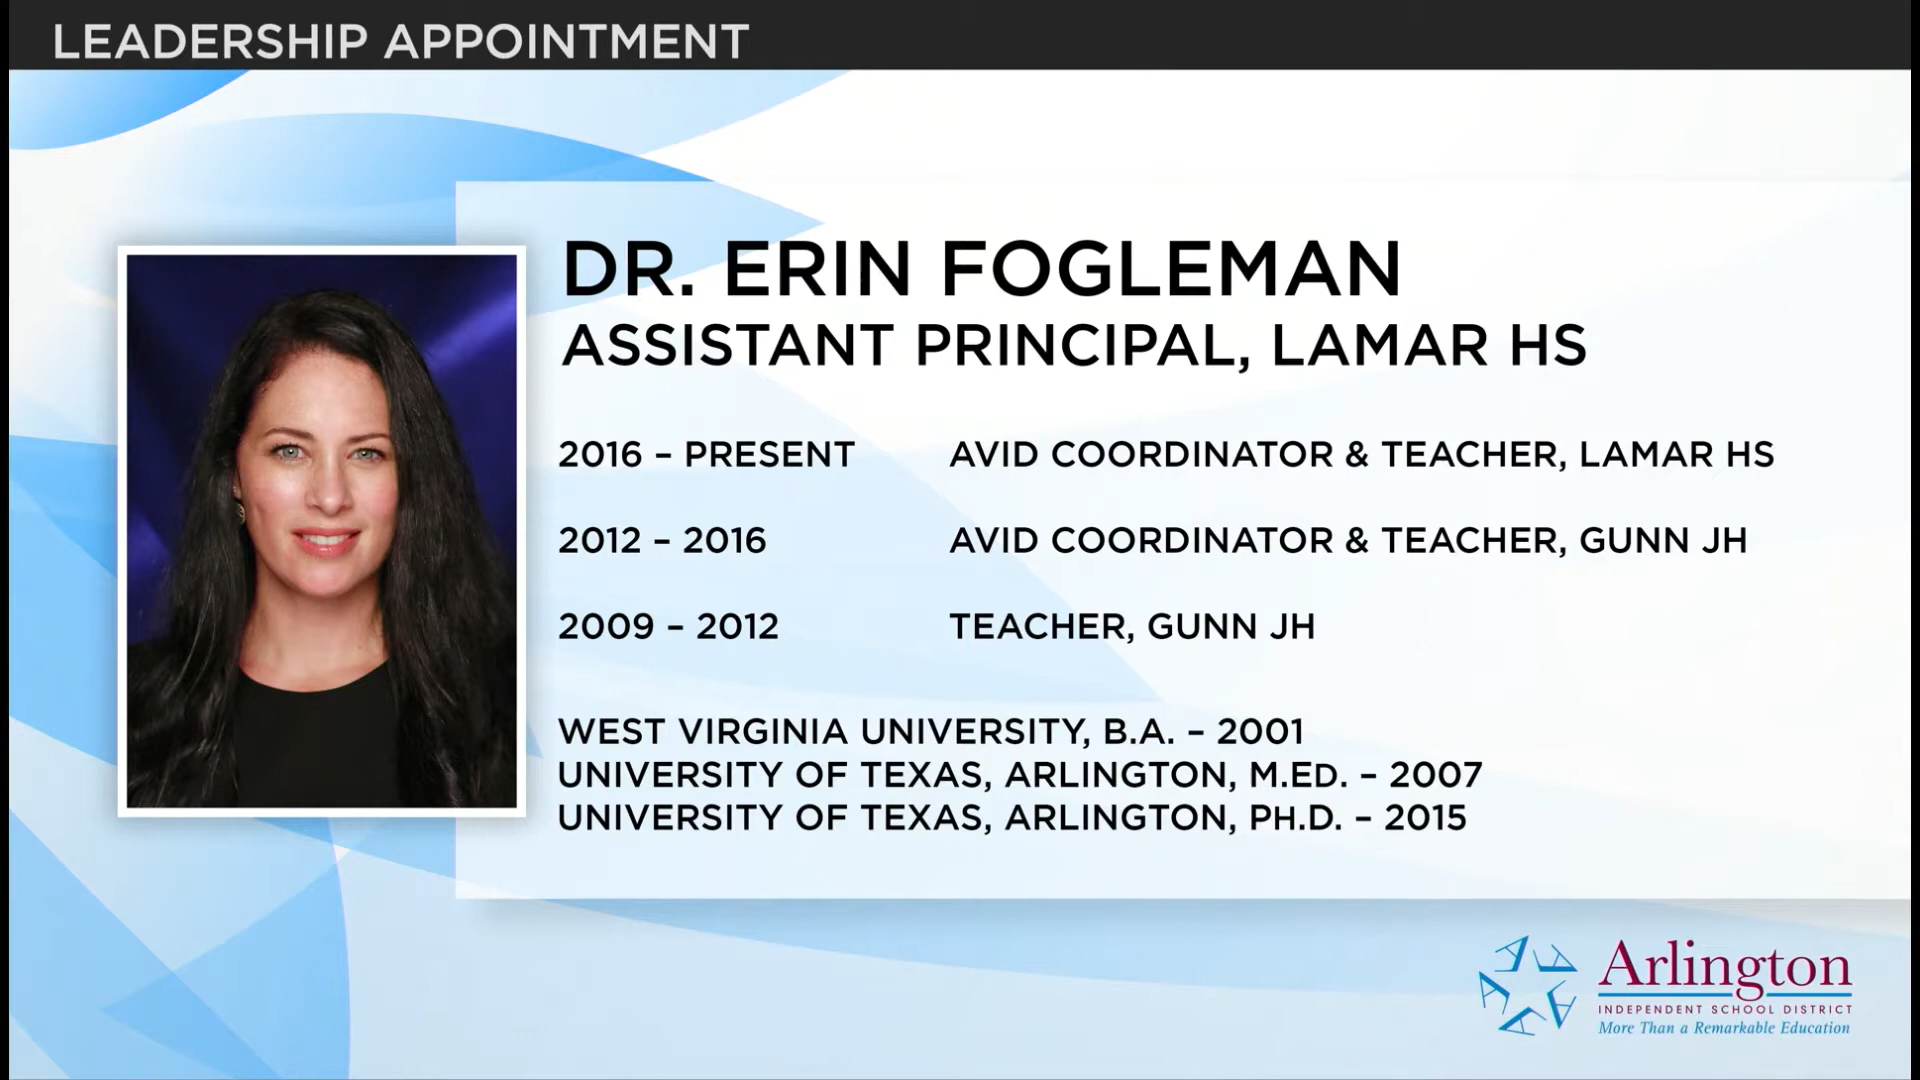 LEADERSHIP APPOINTMENT
DR. ERIN FOGLEMAN
ASSISTANT PRINCIPAL, LAMAR HS
2016 – PRESENT AVID COORDINATOR & TEACHER, LAMAR HS
2012 – 2016 AVID COORDINATOR & TEACHER, GUNN JH
2009 – 2012 TEACHER, GUNN JH
WEST VIRGINIA UNIVERSITY, B.A. – 2001
UNIVERSITY OF TEXAS, ARLINGTON, M.ED. – 2007
UNIVERSITY OF TEXAS, ARLINGTON, PH.D. – 2015
Arlington
INDEPENDENT SCHOOL DISTRICT
More Than a Remarkable Education